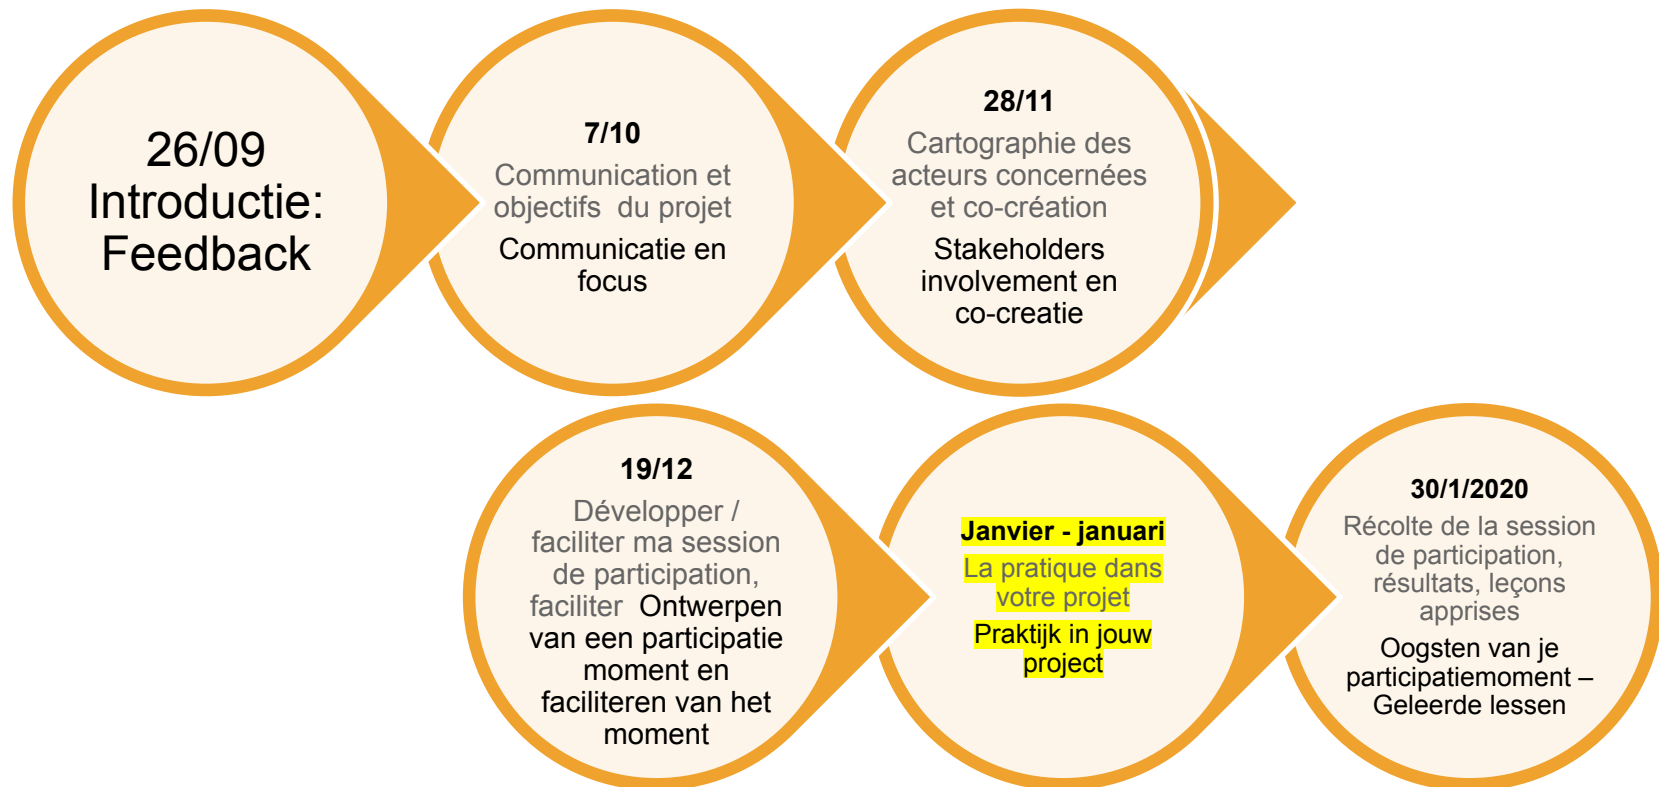 26/09
Introductie:
Feedback
7/10
Communication et
objectifs  du projet
Communicatie en
focus
28/11
Cartographie des
acteurs concernées
et co-création
Stakeholders
involvement en
co-creatie
19/12
Développer /
faciliter ma session
de participation,
faciliter  Ontwerpen
van een participatie
moment en
faciliteren van het
moment
Janvier - januari
La pratique dans
votre projet
Praktijk in jouw
project
30/1/2020
Récolte de la session
de participation,
résultats, leçons
apprises
Oogsten van je
participatiemoment –
Geleerde lessen